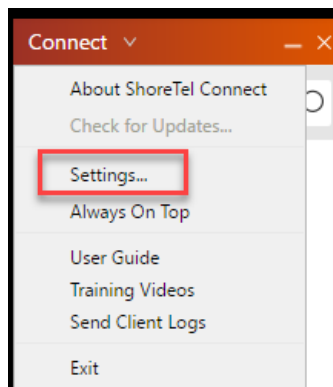 Connect
About ShoreTel Connect
Check for Updates...
Settings...
Always On Top
User Guide
Training Videos
Send Client Logs
Exit